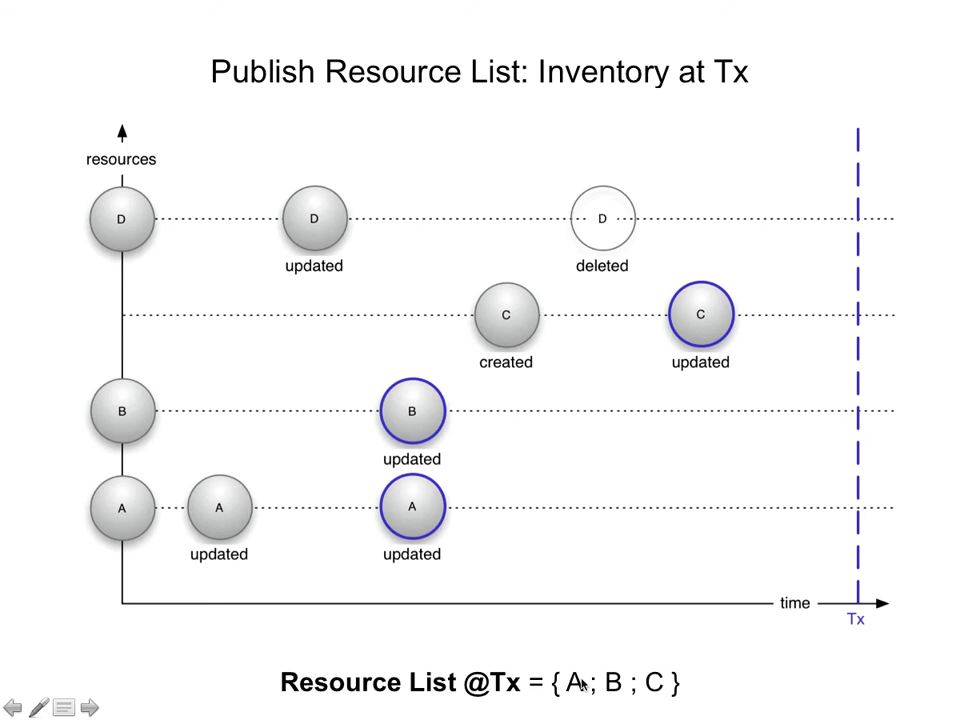 Publish Resource List: Inventory at Tx
resources
D
D
D
updated
deleted
C
C
created
updated
B
B
updated
A
A
A
updated
updated
time
Tx
Resource List @Tx = { A ; B ; C }